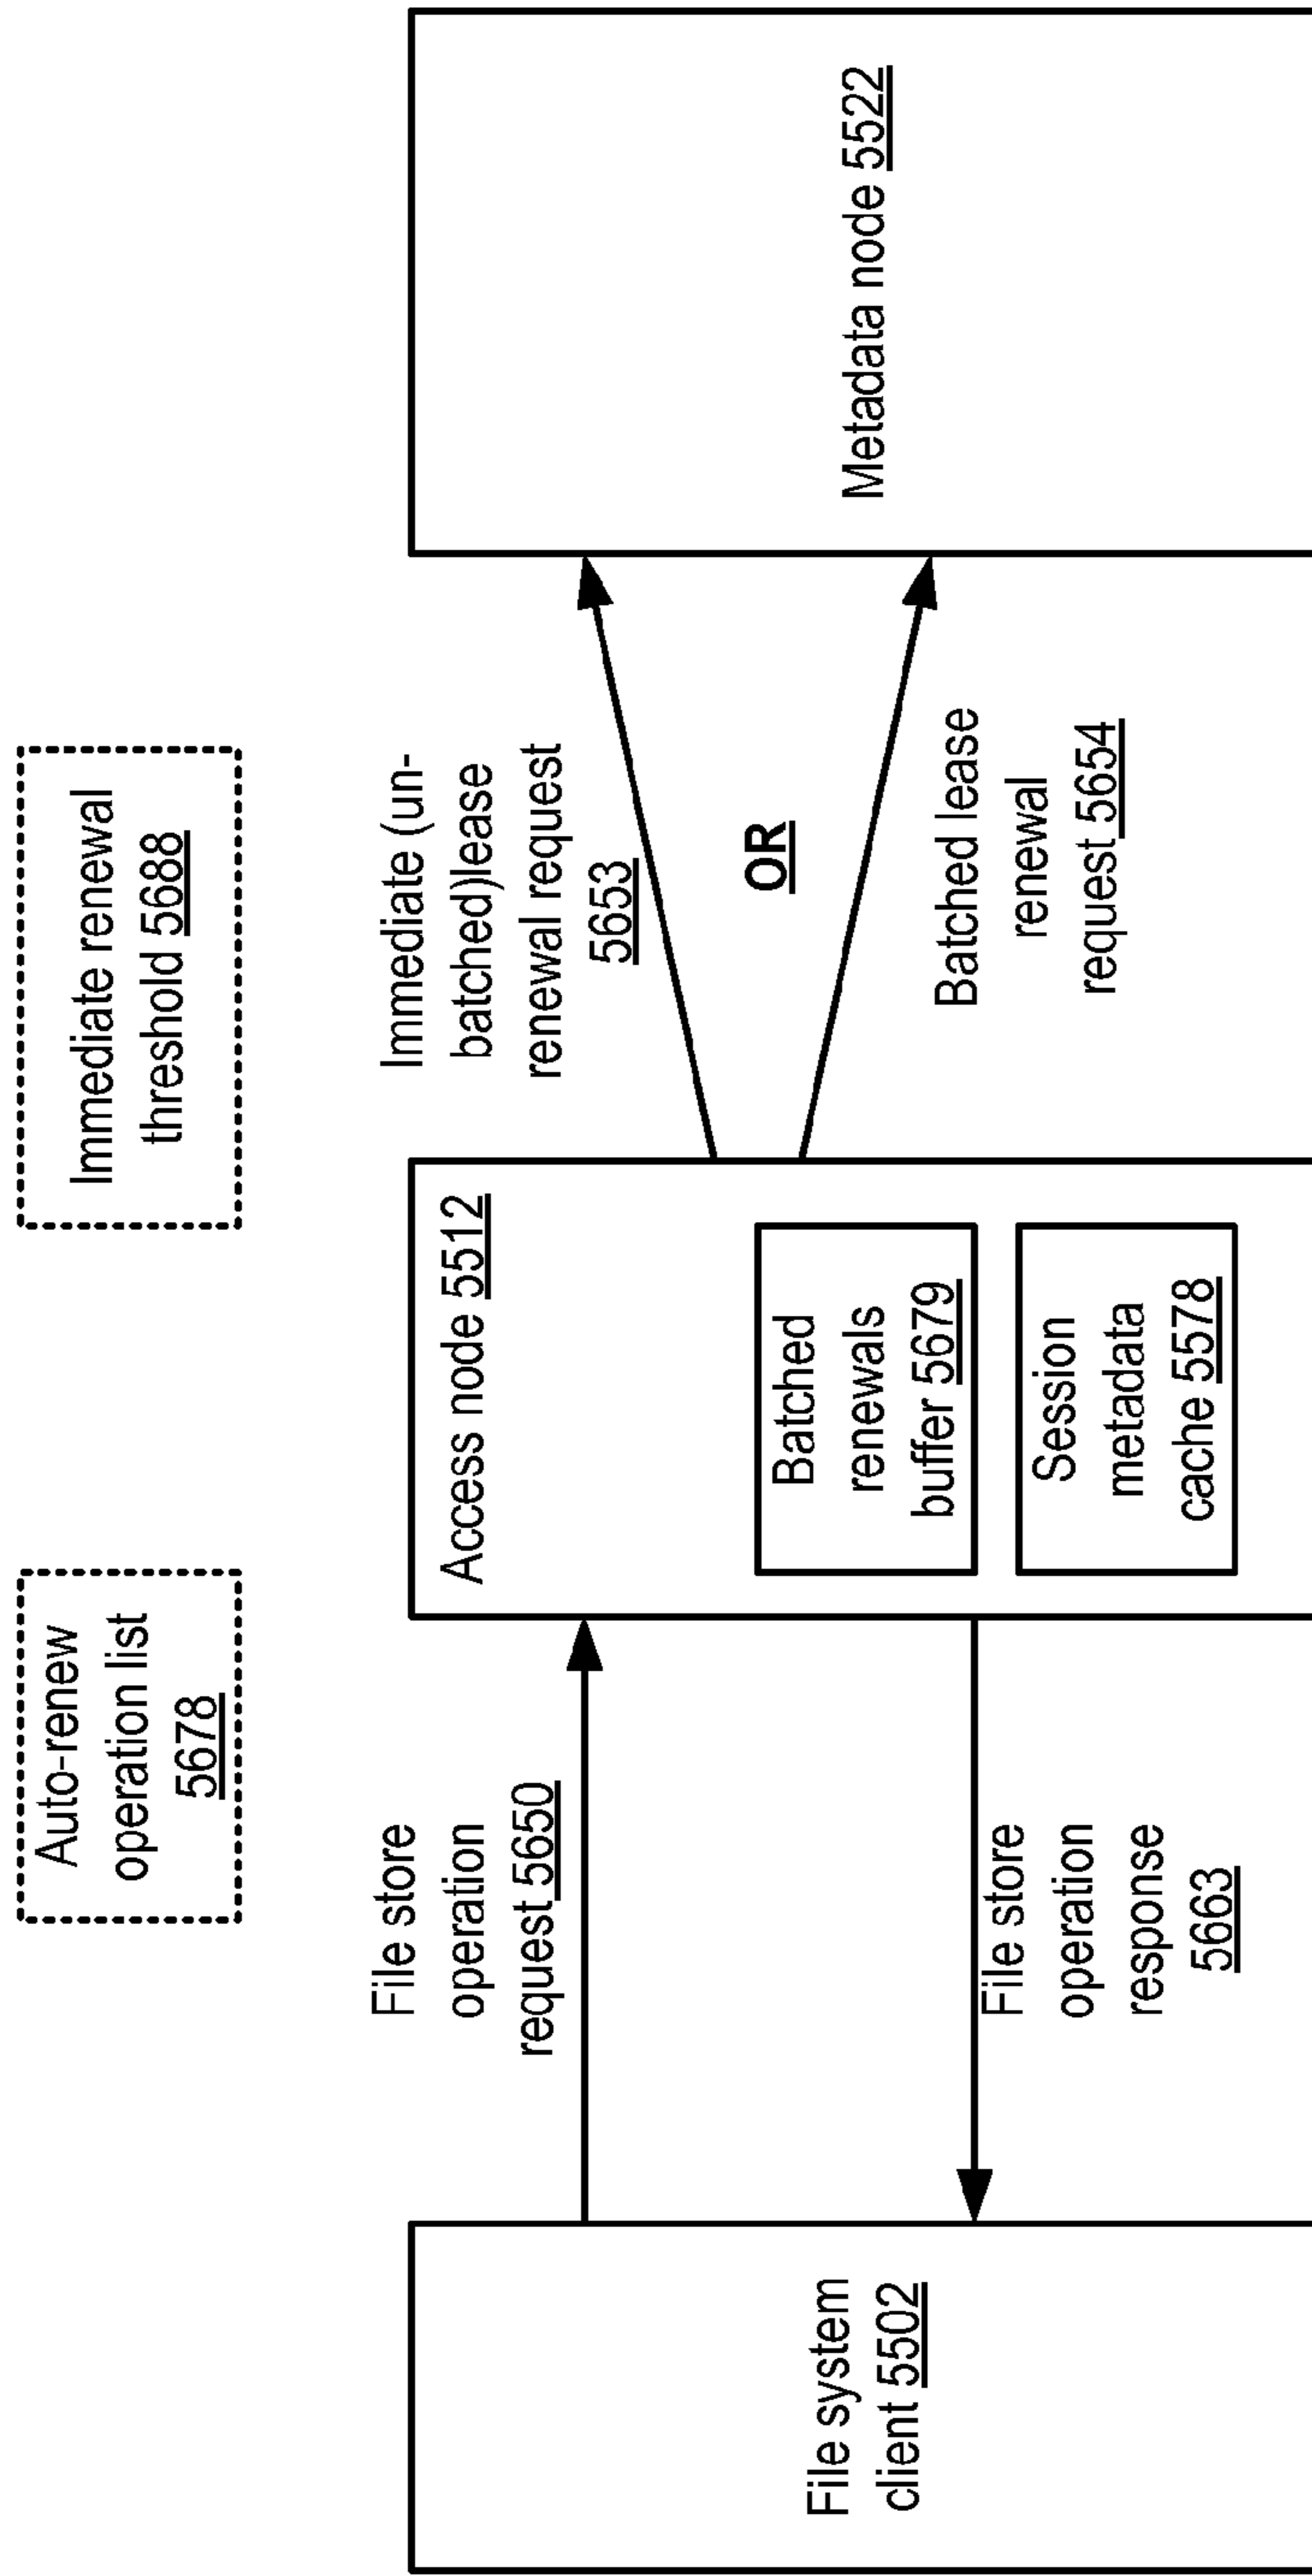 Auto-renew
operation list
5678
Immediate renewal
threshold 5688
File system
client 5502
File store
operation
request 5650
File store
operation
response
5663
Access node 5512
Batched
renewals
buffer 5679
Session
metadata
cache 5578
Immediate (un-
batched)lease
renewal request
5653
OR
Batched lease
renewal
request 5654
Metadata node 5522